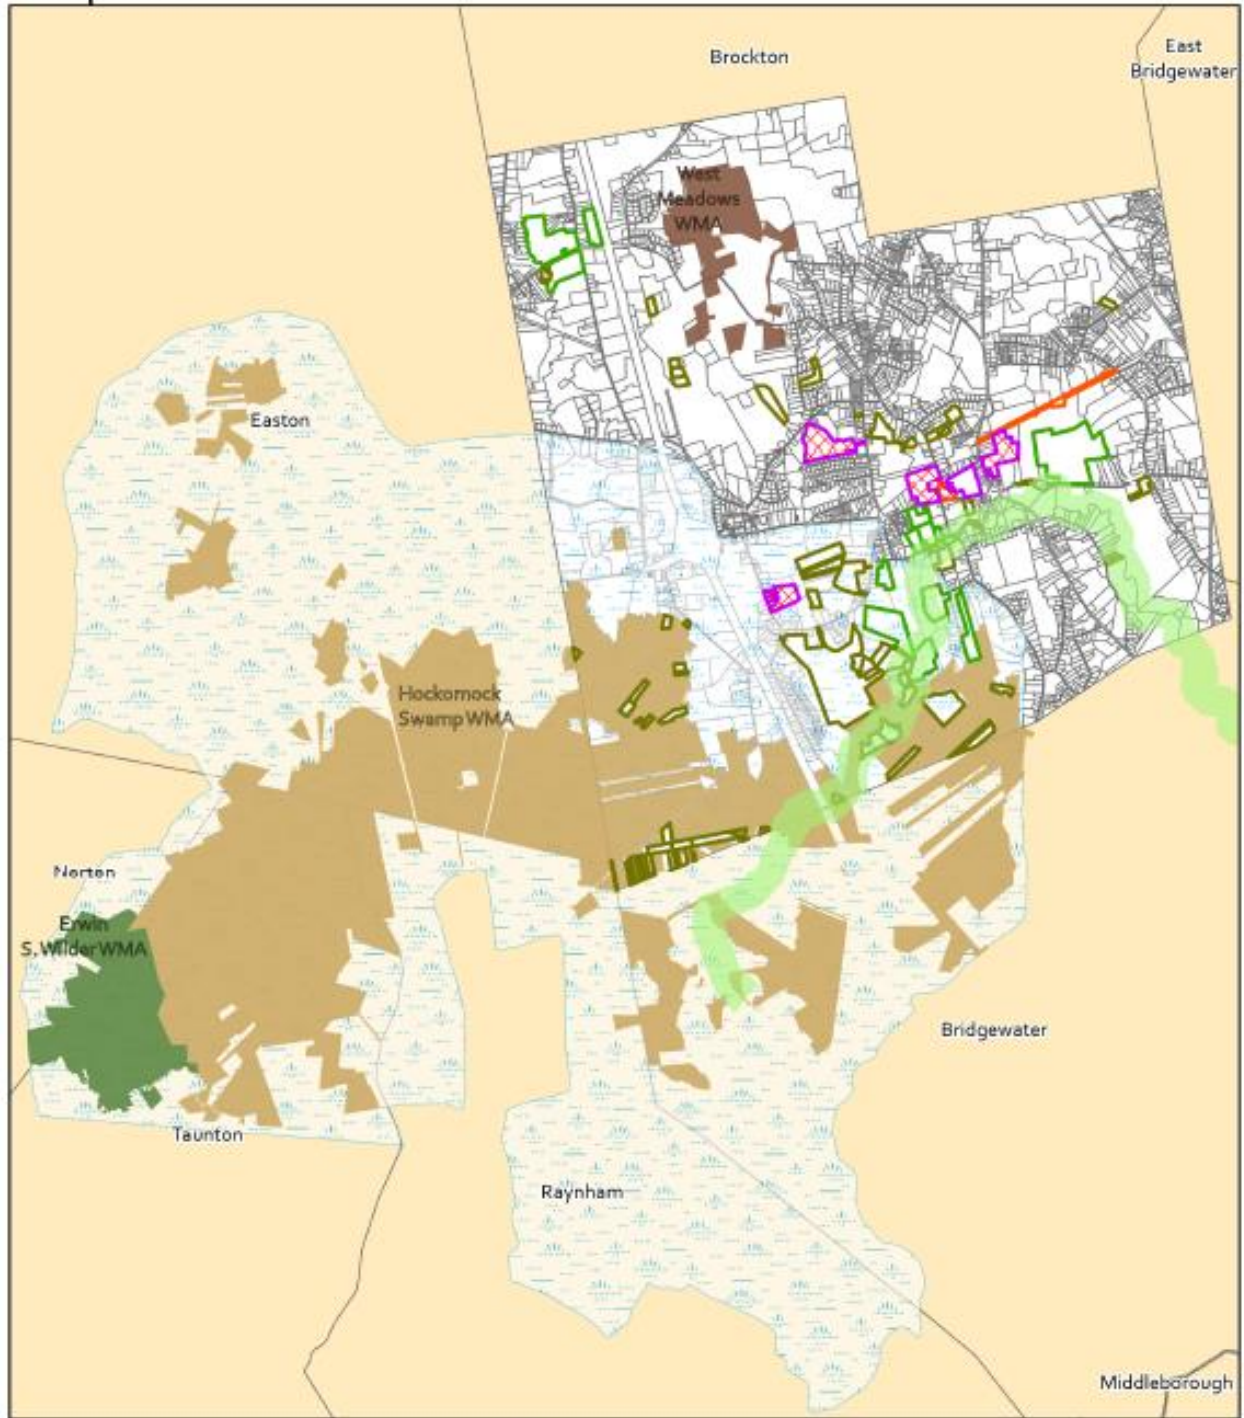 Brockton
East
Bridgewater
West
Meadows
WMA
Easton
Hockomock
Swamp WMA
Norton
Erwin
S. Wilder WMA
Bridgewater
Taunton
Raynham
Middleborough